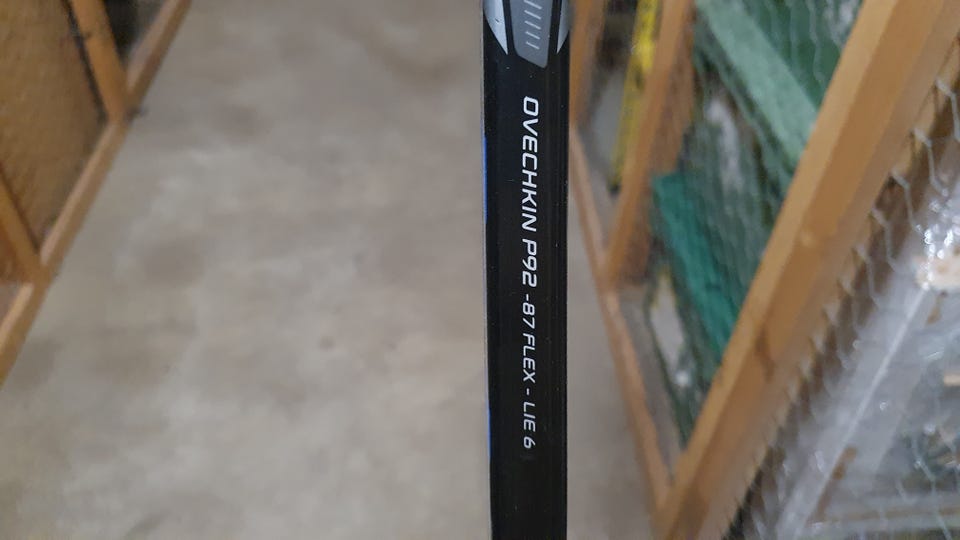 OVECHKIN P92 -87 FLEX - LIE 6